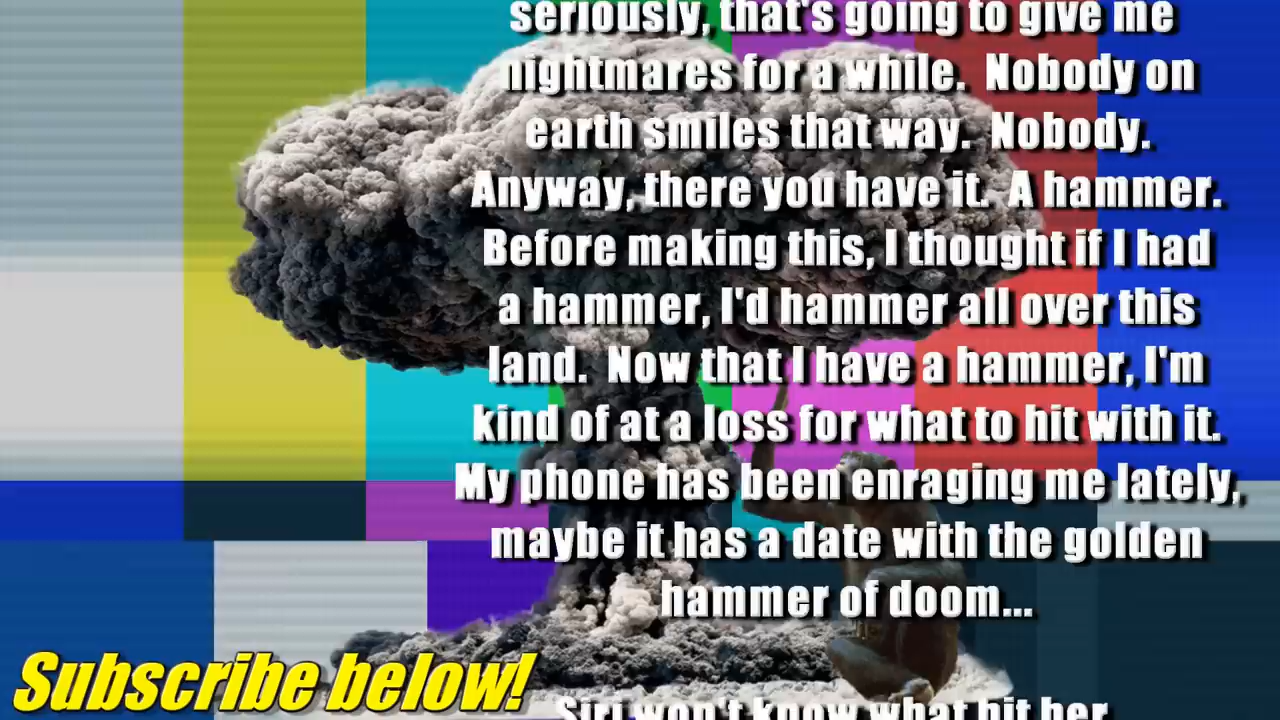 seriously, that's going to give me
nightmares for a while. Nobody on
earth smiles that way. Nobody.
Anyway, there you have it. A hammer.
Before making this, I thought if I had
a hammer, I'd hammer all over this
land. Now that I have a hammer, I'm
kind of at a loss for what to hit with it.
My phone has been enraging me lately,
maybe it has a date with the golden
hammer of doom...
Subscribe below!
Siri won't know what hit her